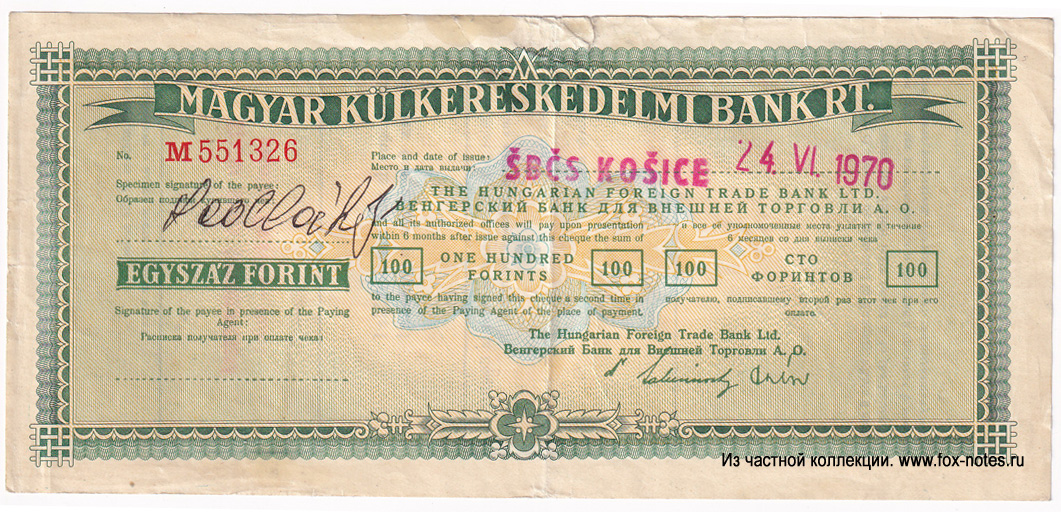 MAGYAR KÜLKERESKEDELMI BANK RT.
No. M 551326
Place and date of issue:
Место и дата выдачи:
ŠBČS KOŠICE 24. VI. 1970
Specimen signature of the payee:
Образец подписи
THE HUNGARIAN FOREIGN TRADE BANK LTD.
ВЕНГЕРСКИЙ БАНК ДЛЯ ВНЕШНЕЙ ТОРГОВЛИ А. О.
and all its authorized offices will pay upon presentation
within 6 months after issue against this cheque the sum of
и все её уполномоченные места уплатят в течении
6 месяцев со дня выписки чека
EGYSZÁZ FORINT
100 ONE HUNDRED FORINTS 100
100 СТО ФОРИНТОВ 100
to the payee having signed this cheque a second time in
presence of the Paying Agent of the place of payment.
получателю, подписавшему второй раз этот чек при его
оплате.
Signature of the payee in presence of the Paying
Agent:
Расписка получателя при оплате чека:
The Hungarian Foreign Trade Bank Ltd.
Венгерский Банк для Внешней Торговли А. О.
Из частной коллекции. www.fox-notes.ru